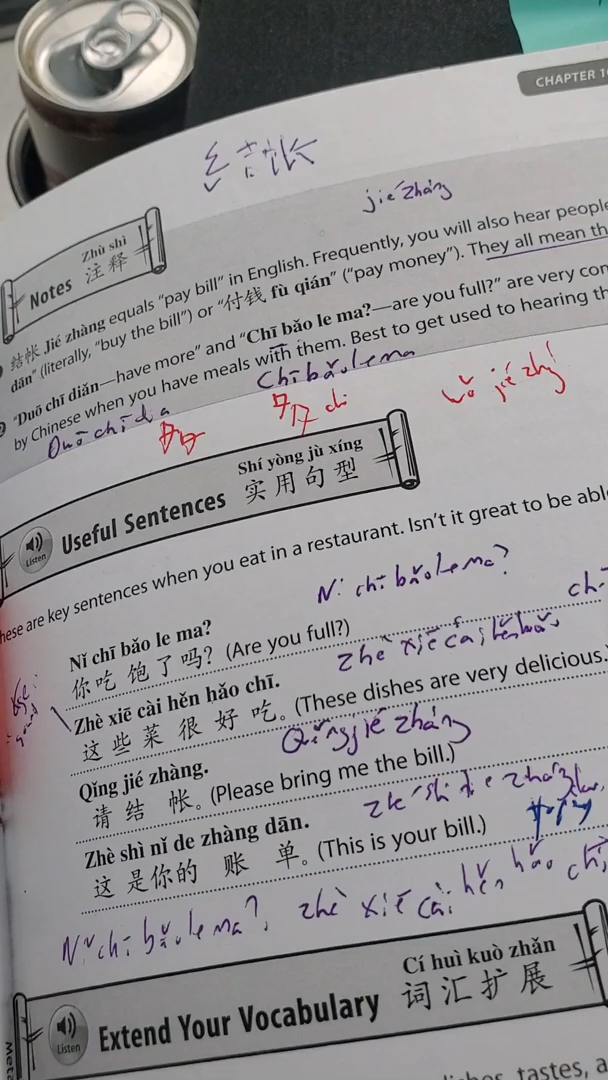 CHAPTER 1
结帐
jié zhàng
Zhù shì
Notes 注释
结帐 Jié zhàng equals "pay bill" in English. Frequently, you will also hear people
dān" (literally, "buy the bill") or "付钱 fù qián" ("pay money"). They all mean th
"Duō chī diǎn—have more" and "Chī bǎo le ma?—are you full?" are very com
by Chinese when you have meals with them. Best to get used to hearing th
Chī bǎo le ma
Duō chī dia
Shí yòng jù xíng
Listen
Useful Sentences 实用句型
hese are key sentences when you eat in a restaurant. Isn't it great to be abl
Nǐ chī bǎo le ma?
Nǐ chī bǎo le ma?
你吃饱了吗? (Are you full?)
chī
Zhè xiē cài hěn hǎo
Zhè xiē cài hěn hǎo chī.
这些菜很好吃。(These dishes are very delicious.
Qǐng jié zhàng
Qǐng jié zhàng.
请结帐。(Please bring me the bill.)
Zhè shì nǐ de zhàng dān.
这是你的账单。(This is your bill.)
Nǐ chī bǎo le ma?, zhè xiē cài hěn hǎo chī,
Cí huì kuò zhǎn
Listen
Extend Your Vocabulary 词汇扩展
dishes, tastes, a